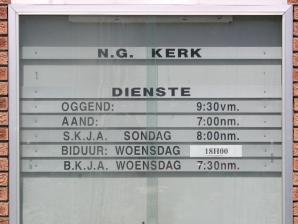 N.G. KERK
DIENSTE
OGGEND: 9:30vm.
AAND: 7:00nm.
S.K.J.A. SONDAG 8:00nm.
BIDUUR: WOENSDAG 18H00
B.K.J.A. WOENSDAG 7:30nm.